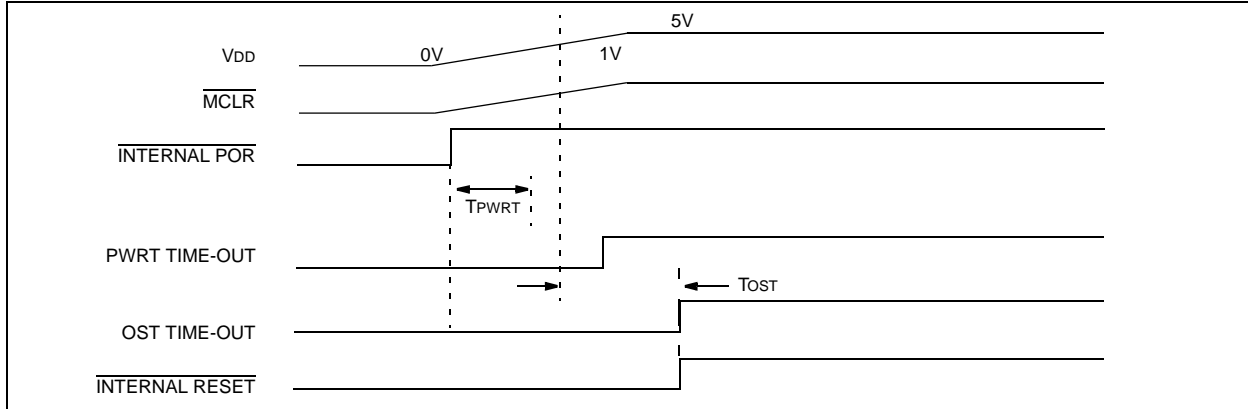 5V
VDD 0V 1V
MCLR
INTERNAL POR
TPWRT
PWRT TIME-OUT
TOST
OST TIME-OUT
INTERNAL RESET